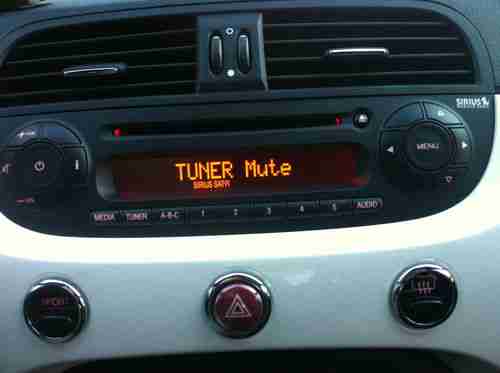 SIRIUS
TUNER Mute
SIRIUS SAT-R
MENU
MEDIA TUNER A-B-C 1 2 3 4 5 AUDIO
SPORT